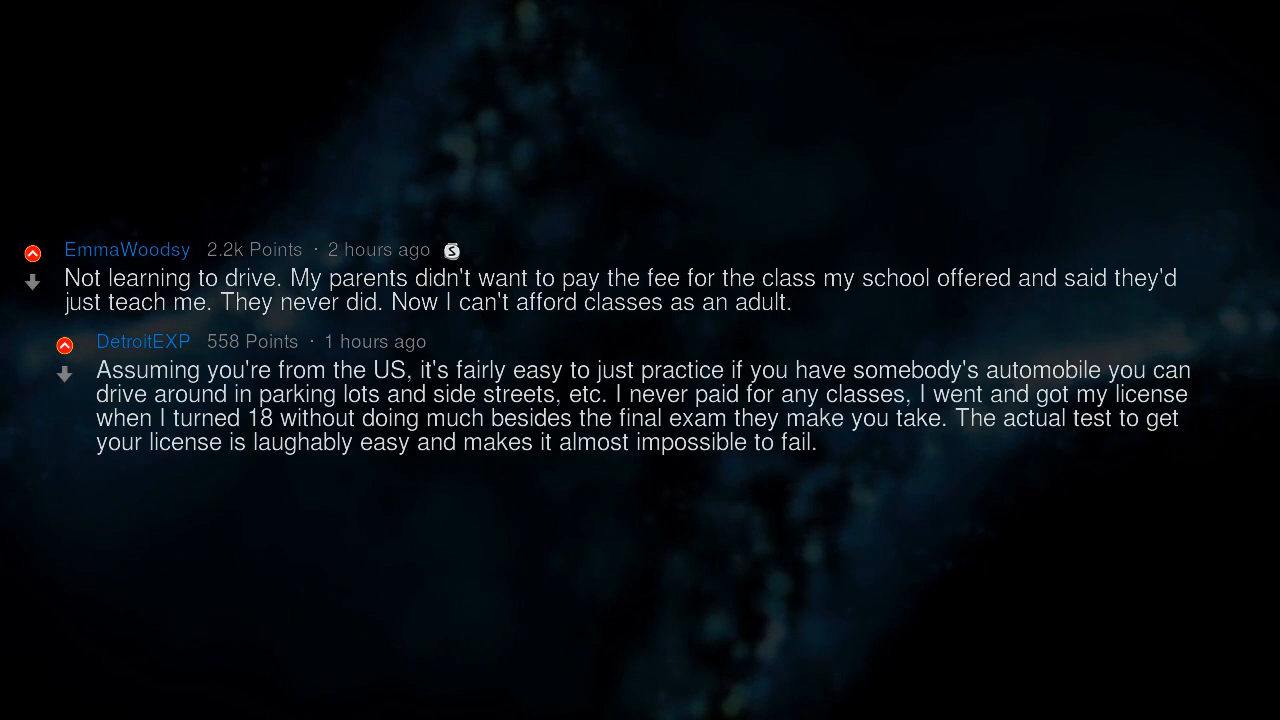 EmmaWoodsy 2.2k Points · 2 hours ago
Not learning to drive. My parents didn't want to pay the fee for the class my school offered and said they'd
just teach me. They never did. Now I can't afford classes as an adult.
DetroitEXP 558 Points · 1 hours ago
Assuming you're from the US, it's fairly easy to just practice if you have somebody's automobile you can
drive around in parking lots and side streets, etc. I never paid for any classes, I went and got my license
when I turned 18 without doing much besides the final exam they make you take. The actual test to get
your license is laughably easy and makes it almost impossible to fail.